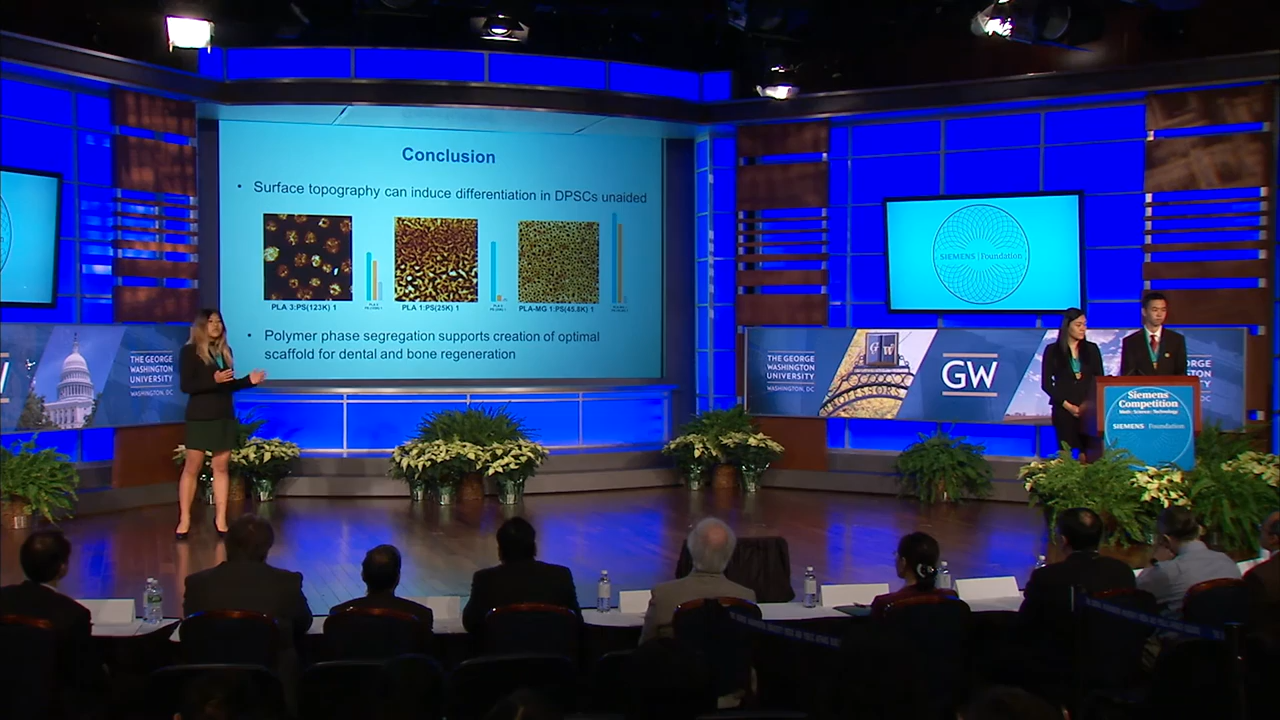 Conclusion
• Surface topography can induce differentiation in DPSCs unaided
PLA 3:PS(123K) 1
PLA 1:PS(25K) 1
PLA-MG 1:PS(45.8K) 1
• Polymer phase segregation supports creation of optimal
scaffold for dental and bone regeneration
SIEMENS | Foundation
THE GEORGE
WASHINGTON
UNIVERSITY
WASHINGTON, DC
THE GEORGE
WASHINGTON
UNIVERSITY
WASHINGTON, DC
GW
PROFESSORS
GW
Siemens
Competition
Math : Science : Technology
SIEMENS | Foundation